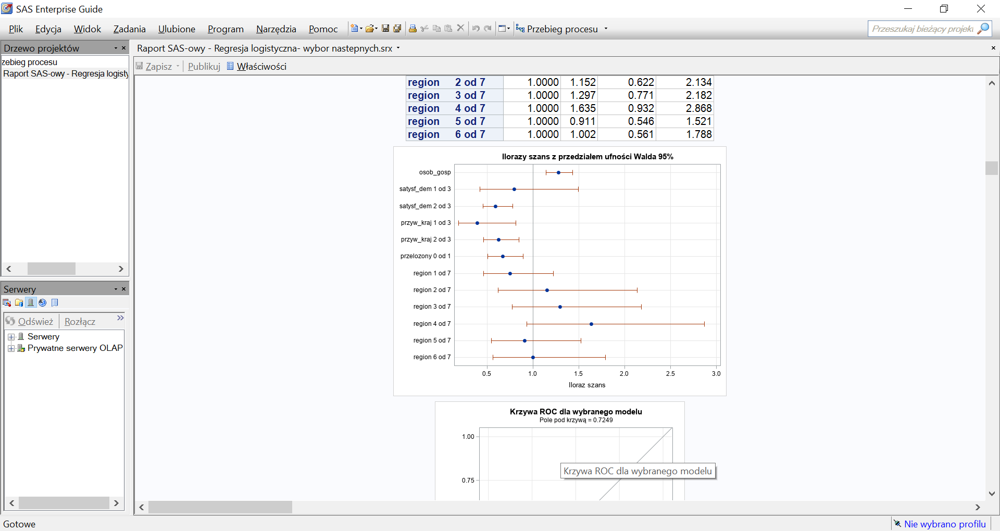 SAS Enterprise Guide
Plik Edycja Widok Zadania Ulubione Program Narzędzia Pomoc Przebieg procesu Przeszukaj bieżący projekt
Drzewo projektów
zebieg procesu
Raport SAS-owy - Regresja logisty
Raport SAS-owy - Regresja logistyczna- wybor nastepnych.srx
Zapisz Publikuj Właściwości
region 2 od 7 1.0000 1.152 0.622 2.134
region 3 od 7 1.0000 1.297 0.771 2.182
region 4 od 7 1.0000 1.635 0.932 2.868
region 5 od 7 1.0000 0.911 0.546 1.521
region 6 od 7 1.0000 1.002 0.561 1.788
Ilorazy szans z przedziałem ufności Walda 95%
osob_gosp
satysf_dem 1 od 3
satysf_dem 2 od 3
przyw_kraj 1 od 3
przyw_kraj 2 od 3
przelozony 0 od 1
region 1 od 7
region 2 od 7
region 3 od 7
region 4 od 7
region 5 od 7
region 6 od 7
0.5 1.0 1.5 2.0 2.5 3.0
Iloraz szans
Krzywa ROC dla wybranego modelu
Pole pod krzywą = 0.7249
1.00
0.75
Krzywa ROC dla wybranego modelu
Serwery
Odśwież Rozłącz
Serwery
Prywatne serwery OLAP
Gotowe
Nie wybrano profilu